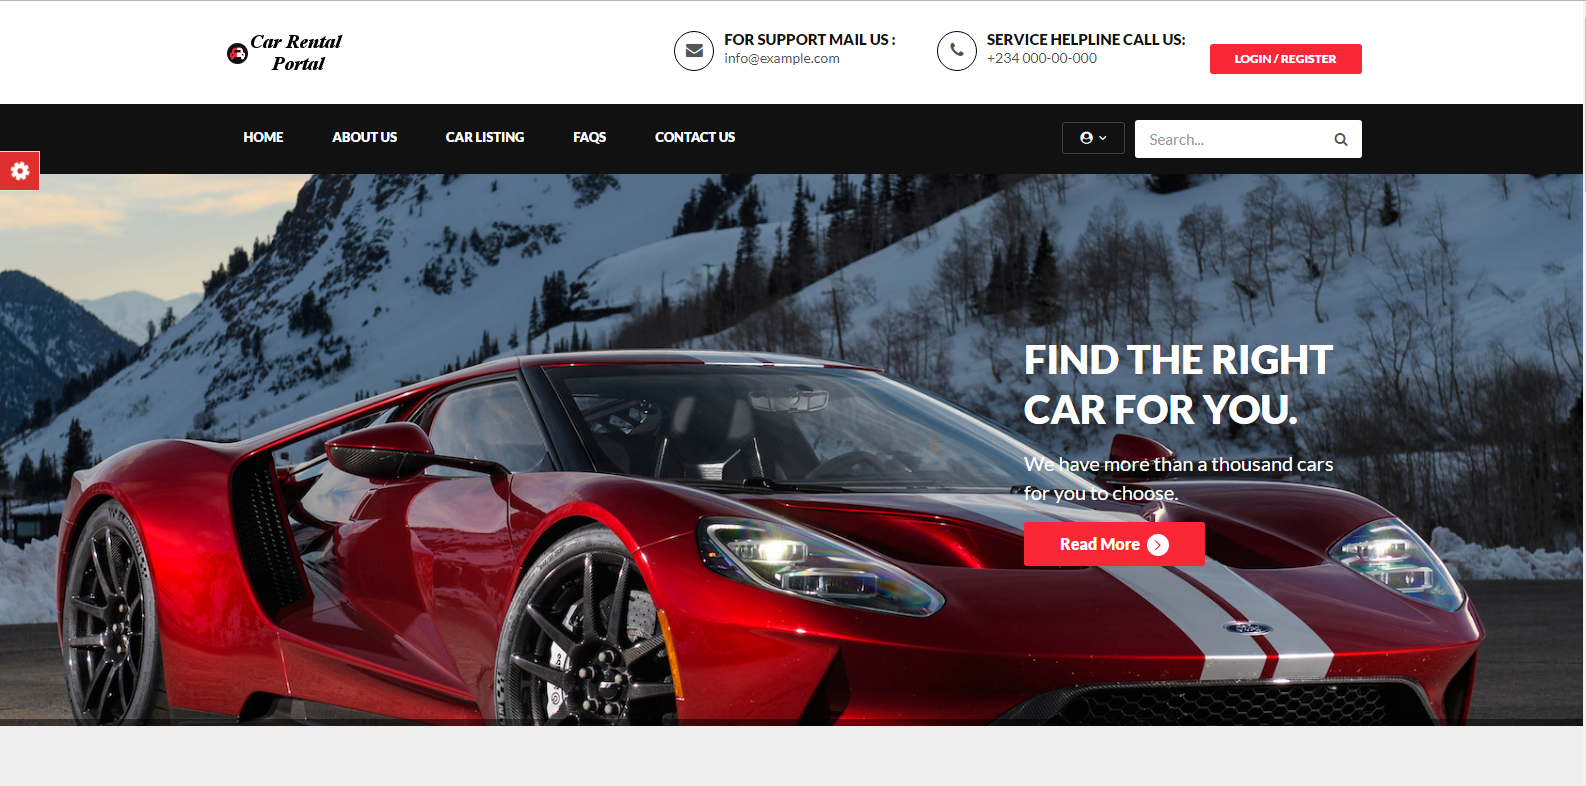 Car Rental
Portal
FOR SUPPORT MAIL US :
info@example.com
SERVICE HELPLINE CALL US:
+234 000-00-000
LOGIN / REGISTER
HOME
ABOUT US
CAR LISTING
FAQS
CONTACT US
Search...
FIND THE RIGHT
CAR FOR YOU.
We have more than a thousand cars
for you to choose.
Read More
Ford